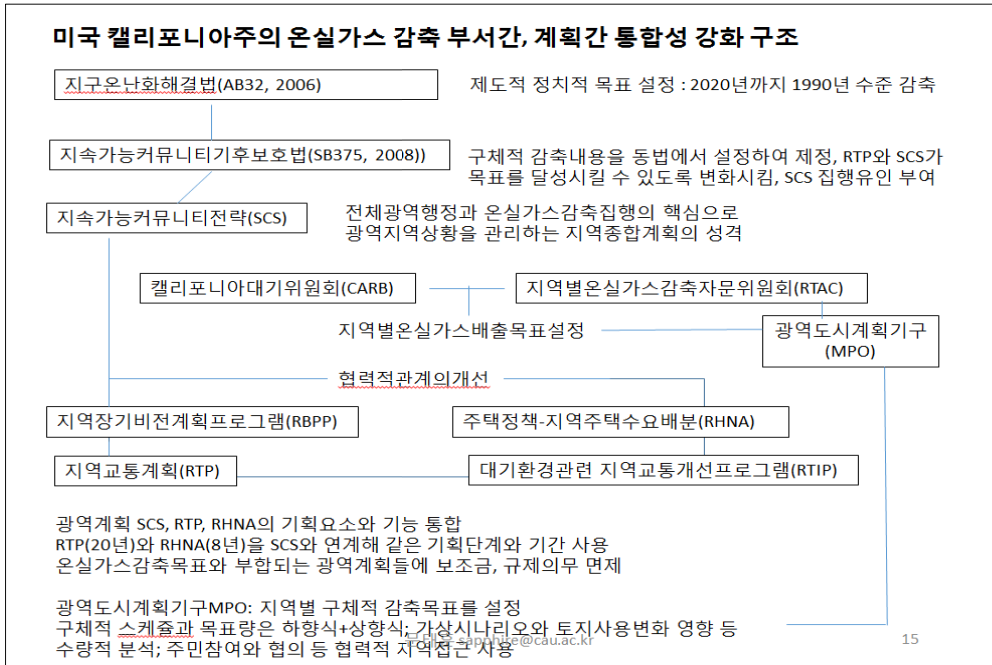 미국 캘리포니아주의 온실가스 감축 부서간, 계획간 통합성 강화 구조
지구온난화해결법(AB32, 2006)
제도적 정치적 목표 설정 : 2020년까지 1990년 수준 감축
지속가능커뮤니티기후보호법(SB375, 2008))
구체적 감축내용을 동법에서 설정하여 제정, RTP와 SCS가
목표를 달성시킬 수 있도록 변화시킴, SCS 집행유인 부여
지속가능커뮤니티전략(SCS)
전체광역행정과 온실가스감축집행의 핵심으로
광역지역상황을 관리하는 지역종합계획의 성격
캘리포니아대기위원회(CARB)
지역별온실가스감축자문위원회(RTAC)
지역별온실가스배출목표설정
광역도시계획기구
(MPO)
협력적관계의개선
지역장기비전계획프로그램(RBPP)
주택정책-지역주택수요배분(RHNA)
지역교통계획(RTP)
대기환경관련 지역교통개선프로그램(RTIP)
광역계획 SCS, RTP, RHNA의 기획요소와 기능 통합
RTP(20년)와 RHNA(8년)을 SCS와 연계해 같은 기획단계와 기간 사용
온실가스감축목표와 부합되는 광역계획들에 보조금, 규제의무 면제
광역도시계획기구MPO: 지역별 구체적 감축목표를 설정
구체적 스케쥴과 목표량은 하향식+상향식; 가상시나리오와 토지사용변화 영향 등
수량적 분석; 주민참여와 협의 등 협력적 지역접근 사용
sapphire@cau.ac.kr
15